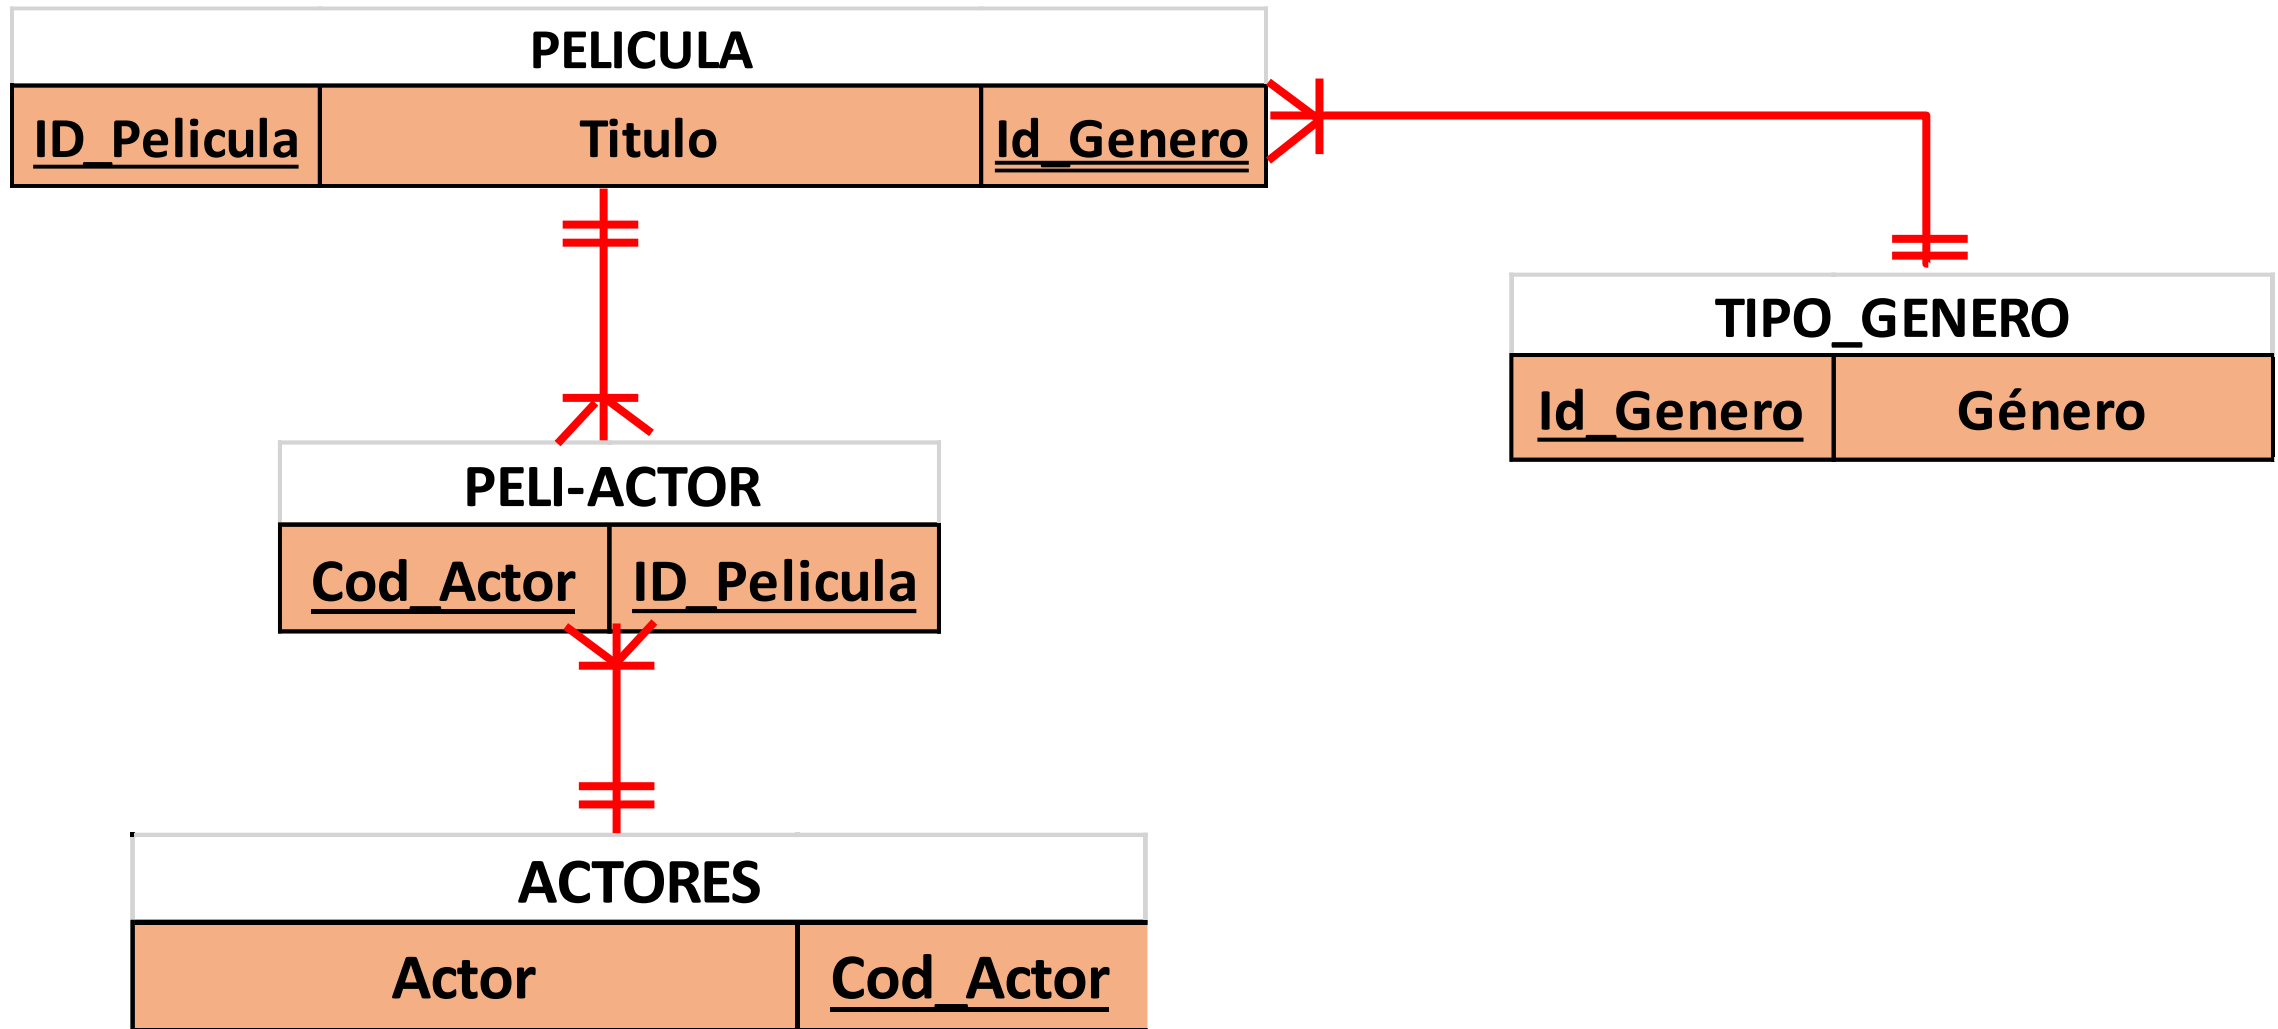 PELICULA
ID_Pelicula Titulo Id_Genero
TIPO_GENERO
Id_Genero Género
PELI-ACTOR
Cod_Actor ID_Pelicula
ACTORES
Actor Cod_Actor